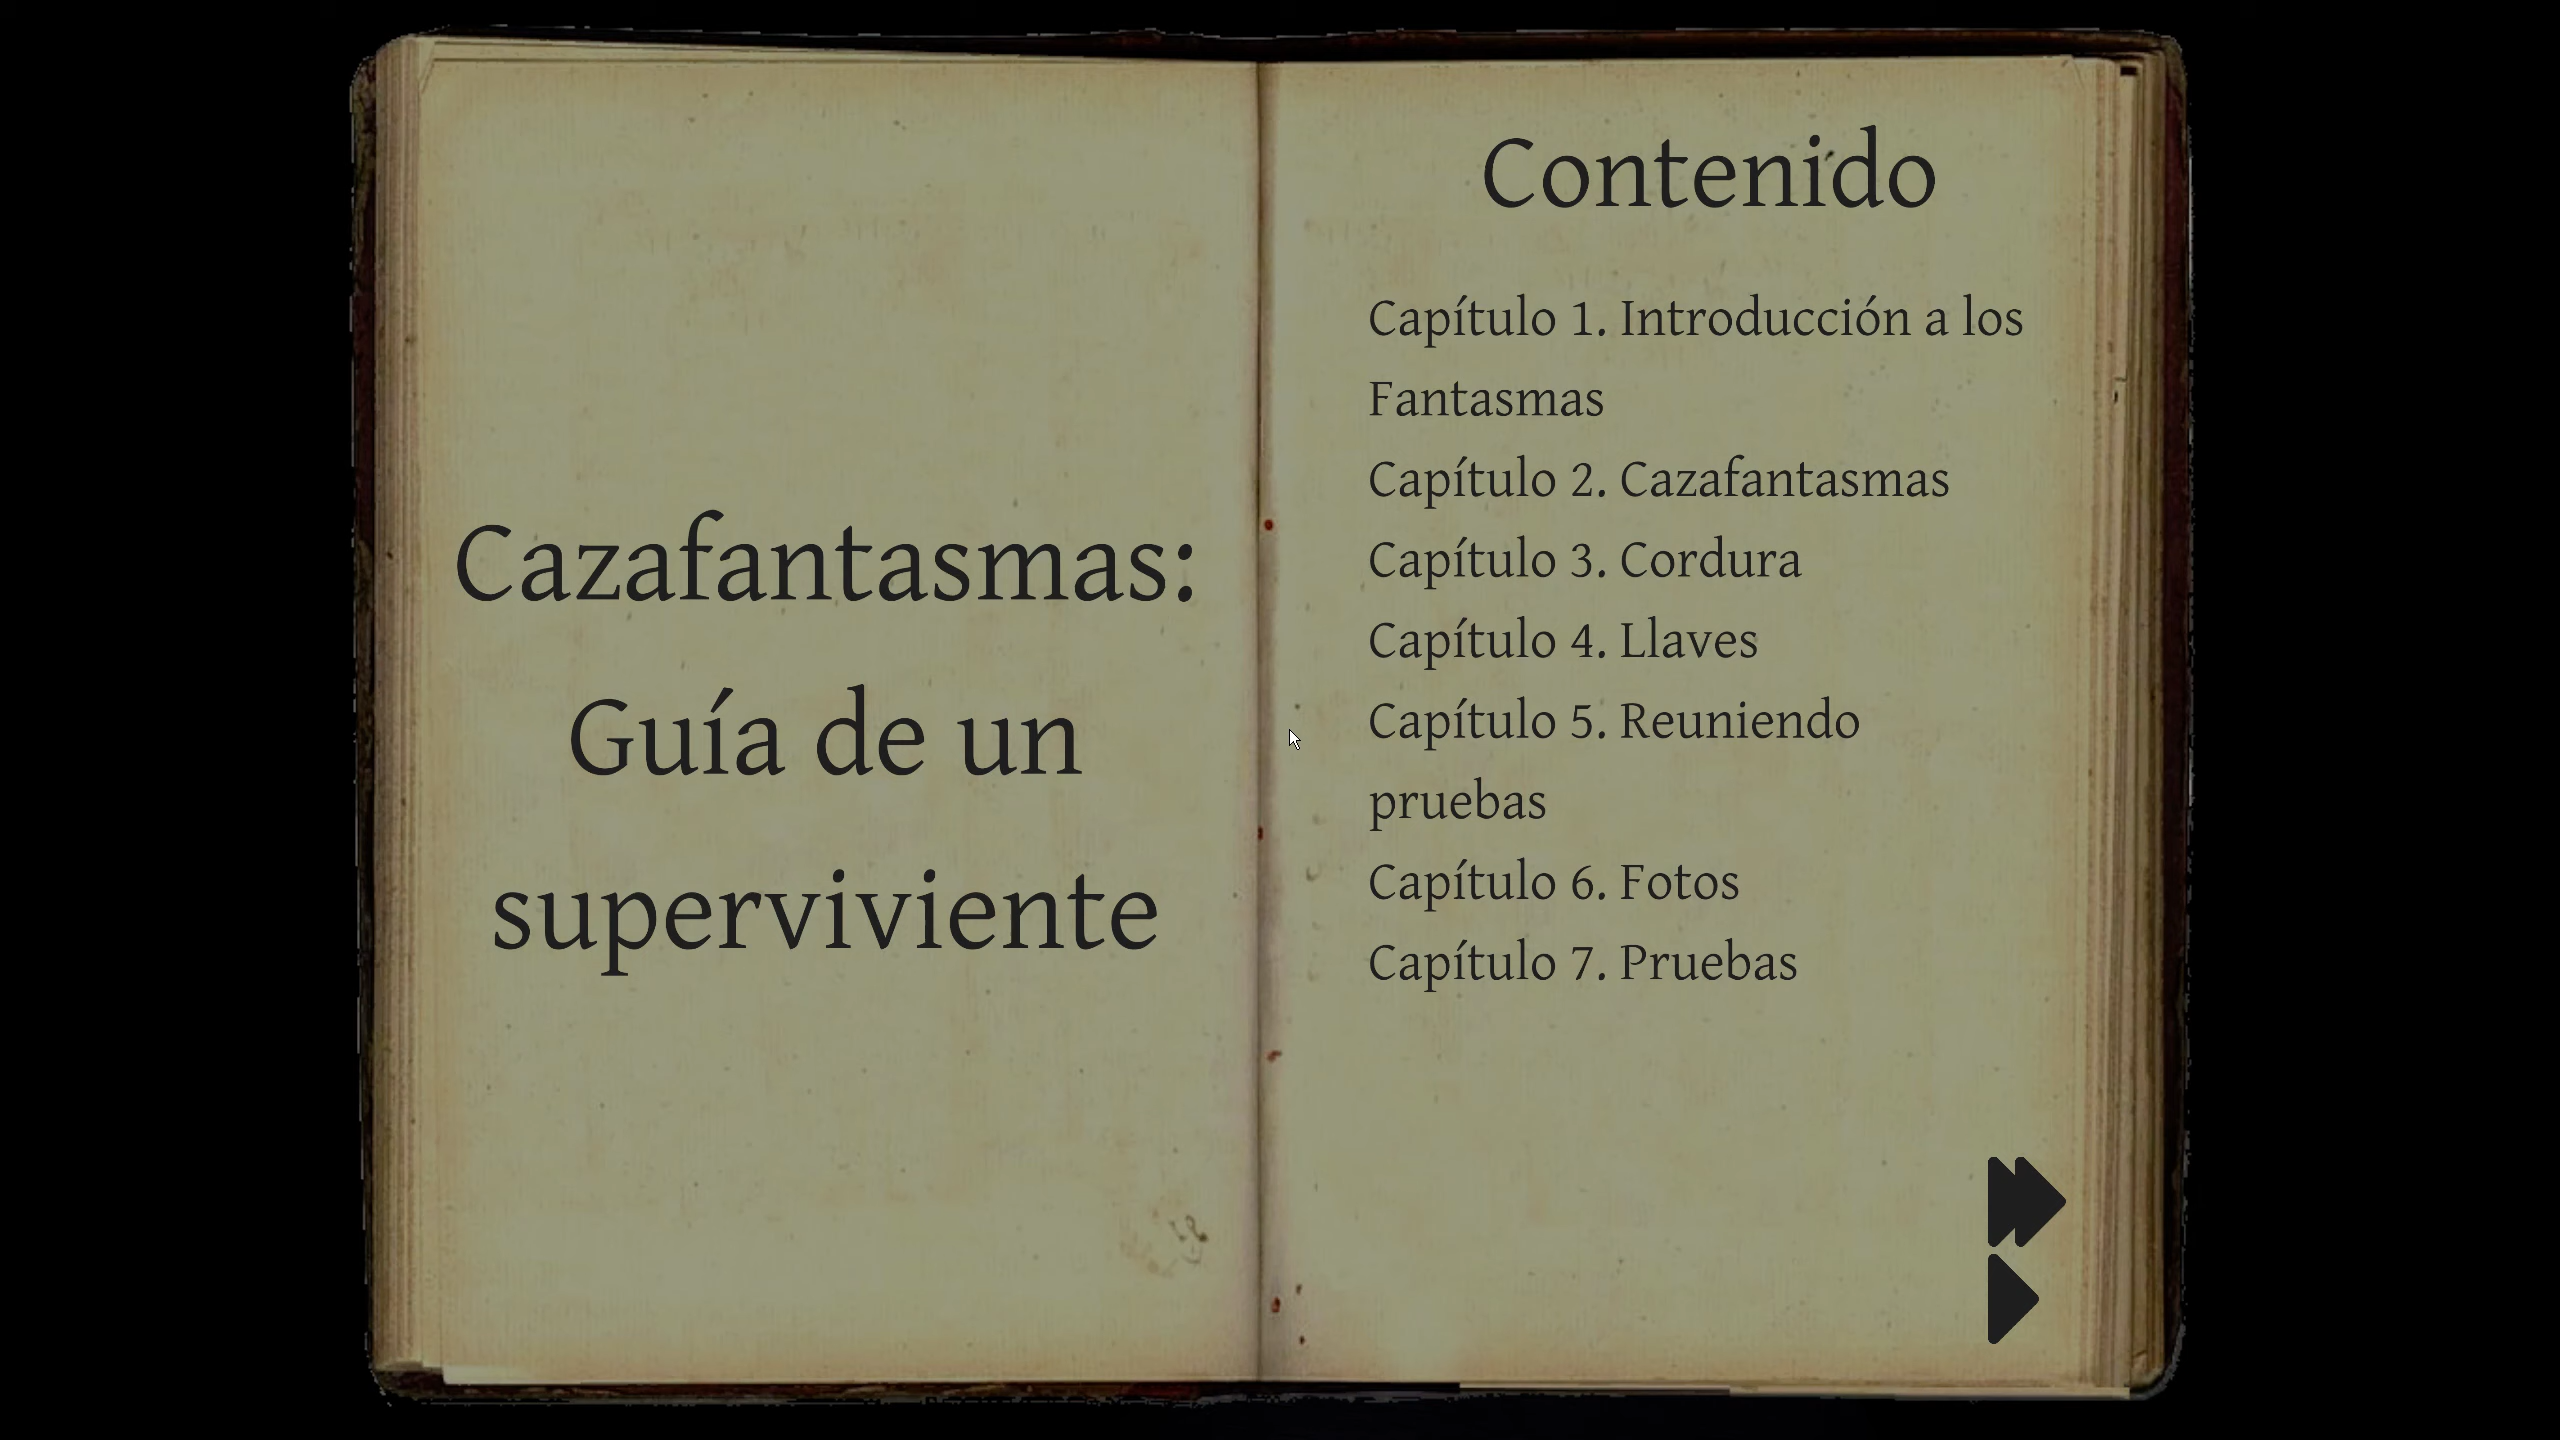 Cazafantasmas:
Guía de un
superviviente
Contenido
Capítulo 1. Introducción a los
Fantasmas
Capítulo 2. Cazafantasmas
Capítulo 3. Cordura
Capítulo 4. Llaves
Capítulo 5. Reuniendo
pruebas
Capítulo 6. Fotos
Capítulo 7. Pruebas